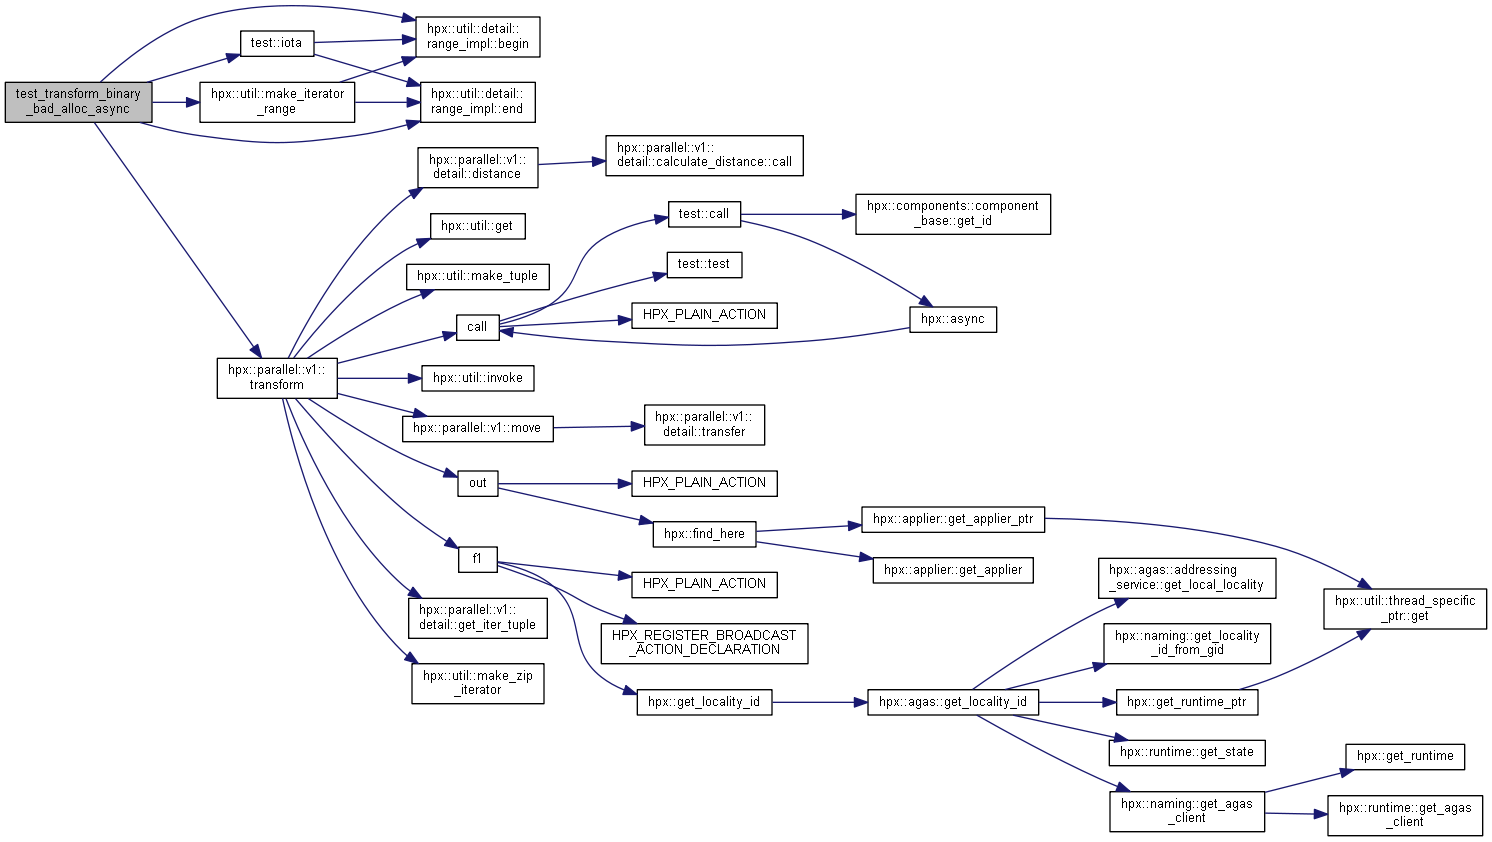 test_transform_binary
_bad_alloc_async
test::iota
hpx::util::make_iterator
_range
hpx::util::detail::
range_impl::begin
hpx::util::detail::
range_impl::end
hpx::parallel::v1::
transform
hpx::parallel::v1::
detail::distance
hpx::parallel::v1::
detail::calculate_distance::call
hpx::util::get
hpx::util::make_tuple
call
test::call
test::test
HPX_PLAIN_ACTION
hpx::components::component
_base::get_id
hpx::async
hpx::util::invoke
hpx::parallel::v1::move
hpx::parallel::v1::
detail::transfer
out
HPX_PLAIN_ACTION
hpx::find_here
hpx::applier::get_applier_ptr
hpx::applier::get_applier
f1
HPX_PLAIN_ACTION
HPX_REGISTER_BROADCAST
_ACTION_DECLARATION
hpx::get_locality_id
hpx::parallel::v1::
detail::get_iter_tuple
hpx::util::make_zip
_iterator
hpx::agas::get_locality_id
hpx::agas::addressing
_service::get_local_locality
hpx::naming::get_locality
_id_from_gid
hpx::get_runtime_ptr
hpx::util::thread_specific
_ptr::get
hpx::runtime::get_state
hpx::naming::get_agas
_client
hpx::get_runtime
hpx::runtime::get_agas
_client